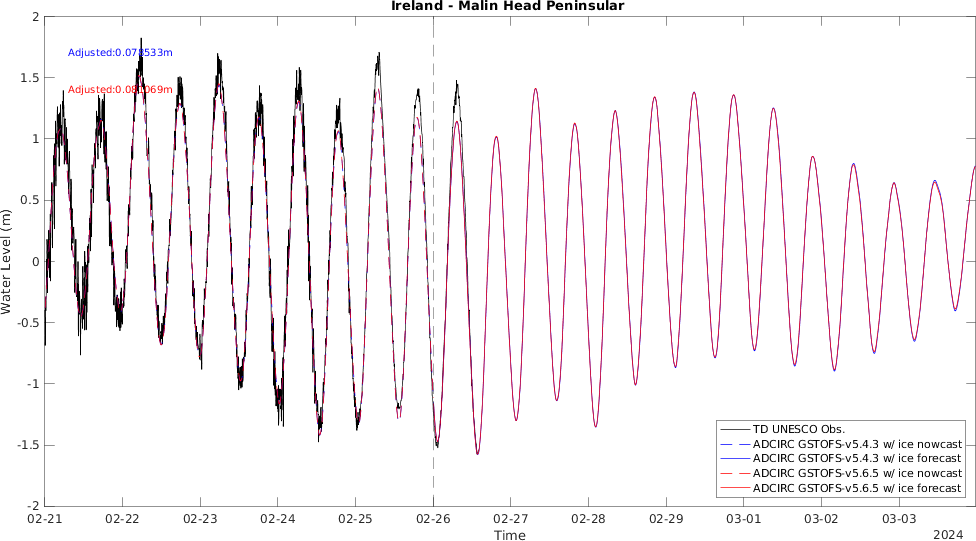 Ireland - Malin Head Peninsular
2
Adjusted:0.078533m
1.5
Adjusted:0.081069m
1
0.5
0
-0.5
-1
-1.5
-2
Water Level (m)
TD UNESCO Obs.
ADCIRC GSTOFS-v5.4.3 w/ ice nowcast
ADCIRC GSTOFS-v5.4.3 w/ ice forecast
ADCIRC GSTOFS-v5.6.5 w/ ice nowcast
ADCIRC GSTOFS-v5.6.5 w/ ice forecast
02-21 02-22 02-23 02-24 02-25 02-26 02-27 02-28 02-29 03-01 03-02 03-03
Time
2024